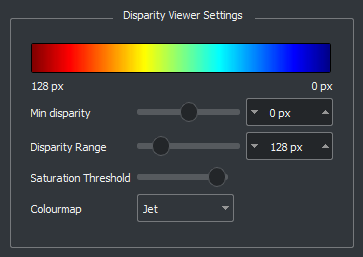 Disparity Viewer Settings
128 px 0 px
Min disparity 0 px
Disparity Range 128 px
Saturation Threshold
Colourmap Jet